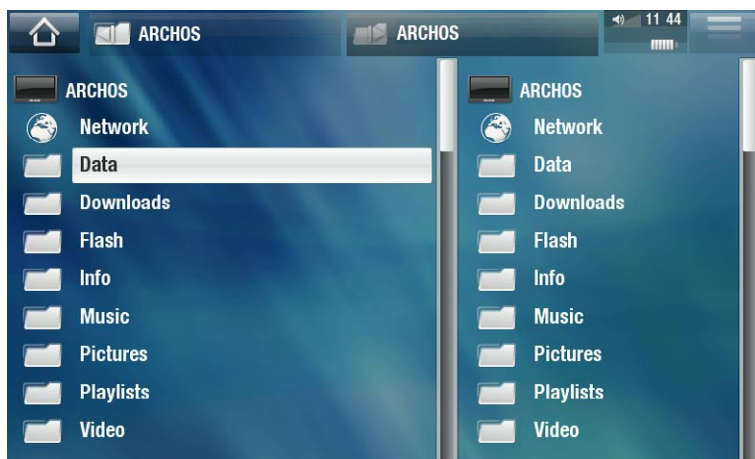 ARCHOS
ARCHOS
11 44
ARCHOS
Network
Data
Downloads
Flash
Info
Music
Pictures
Playlists
Video
ARCHOS
Network
Data
Downloads
Flash
Info
Music
Pictures
Playlists
Video